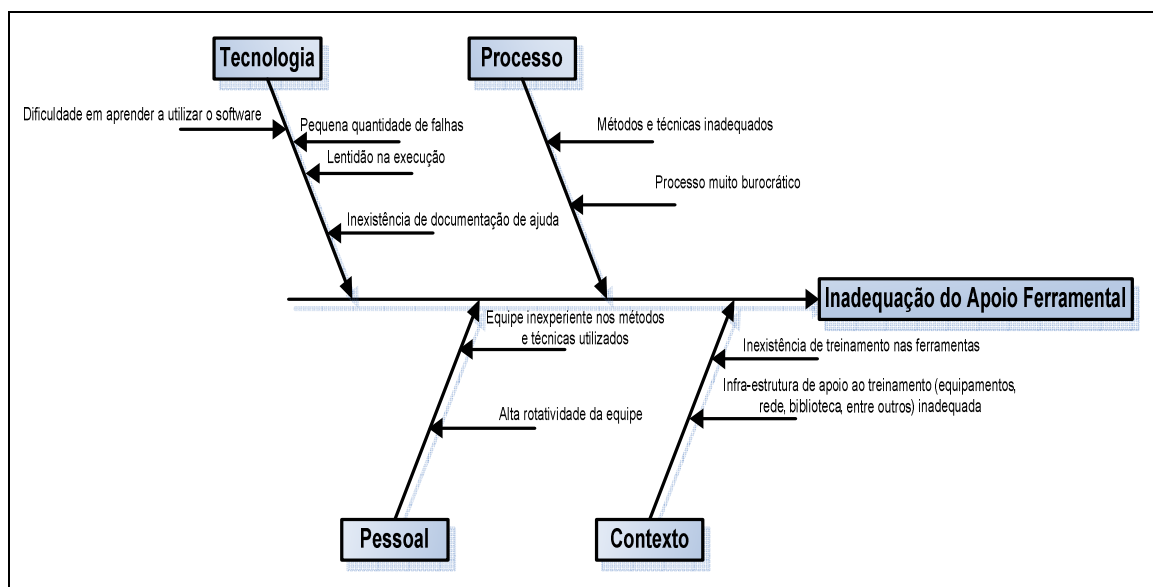 Tecnologia
Processo
Dificuldade em aprender a utilizar o software
Pequena quantidade de falhas
Lentidão na execução
Inexistência de documentação de ajuda
Métodos e técnicas inadequados
Processo muito burocrático
Inadequação do Apoio Ferramental
Equipe inexperiente nos métodos
e técnicas utilizados
Alta rotatividade da equipe
Inexistência de treinamento nas ferramentas
Infra-estrutura de apoio ao treinamento (equipamentos,
rede, biblioteca, entre outros) inadequada
Pessoal
Contexto